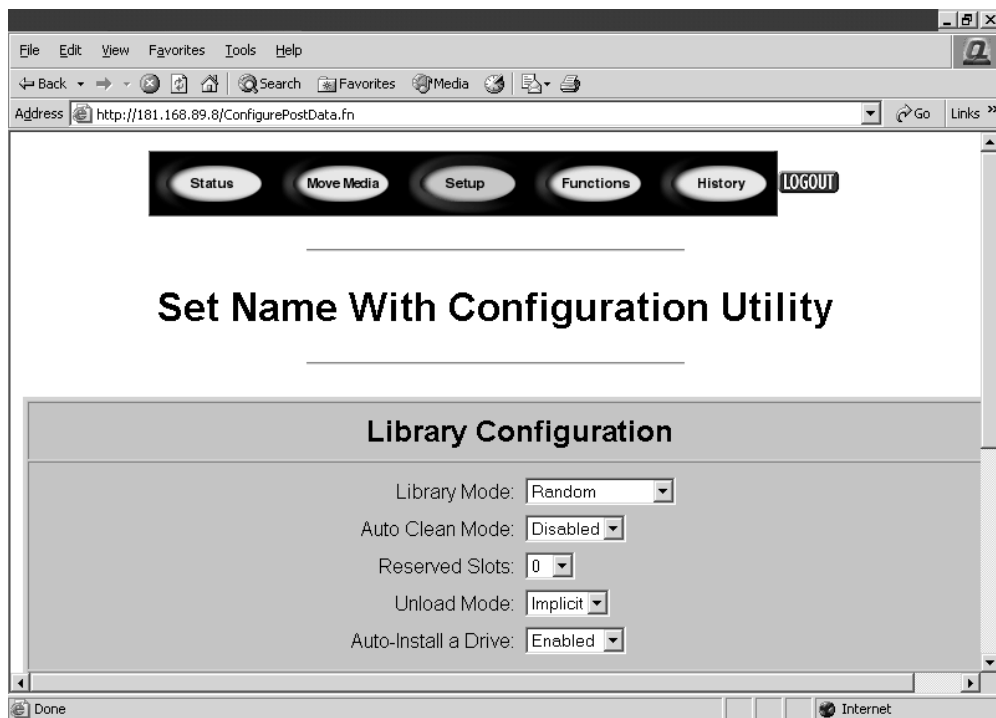 File Edit View Favorites Tools Help
Back Search Favorites Media
Address http://181.168.89.8/ConfigurePostData.fn Go Links »
Status Move Media Setup Functions History LOGOUT
Set Name With Configuration Utility
Library Configuration
Library Mode: Random
Auto Clean Mode: Disabled
Reserved Slots: 0
Unload Mode: Implicit
Auto-Install a Drive: Enabled
Done Internet